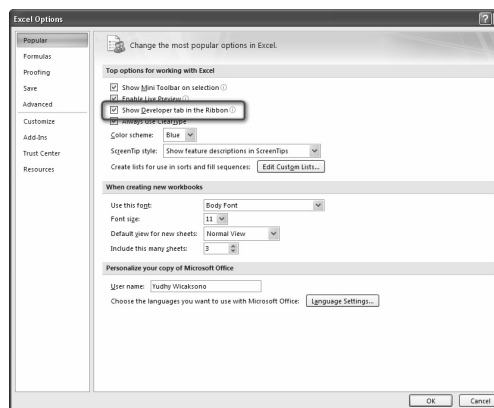 Excel Options
?
Popular
Formulas
Proofing
Save
Advanced
Customize
Add-Ins
Trust Center
Resources
Change the most popular options in Excel.
Top options for working with Excel
Show Mini Toolbar on selection
Enable Live Preview
Show Developer tab in the Ribbon
Always use ClearType
Color scheme: Blue
ScreenTip style: Show feature descriptions in ScreenTips
Create lists for use in sorts and fill sequences: Edit Custom Lists...
When creating new workbooks
Use this font: Body Font
Font size: 11
Default view for new sheets: Normal View
Include this many sheets: 3
Personalize your copy of Microsoft Office
User name: Yudhy Wicaksono
Choose the languages you want to use with Microsoft Office: Language Settings...
OK Cancel